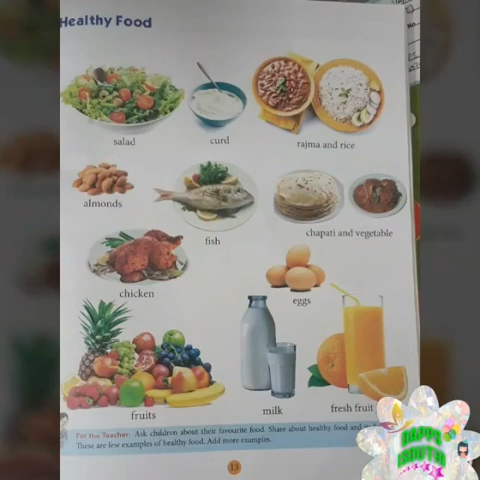 Healthy Food
salad
curd
rajma and rice
almonds
fish
chapati and vegetable
chicken
eggs
fruits
milk
fresh fruit
For the Teacher: Ask children about their favourite food. Share about healthy food and
These are few examples of healthy food. Add more examples.
13